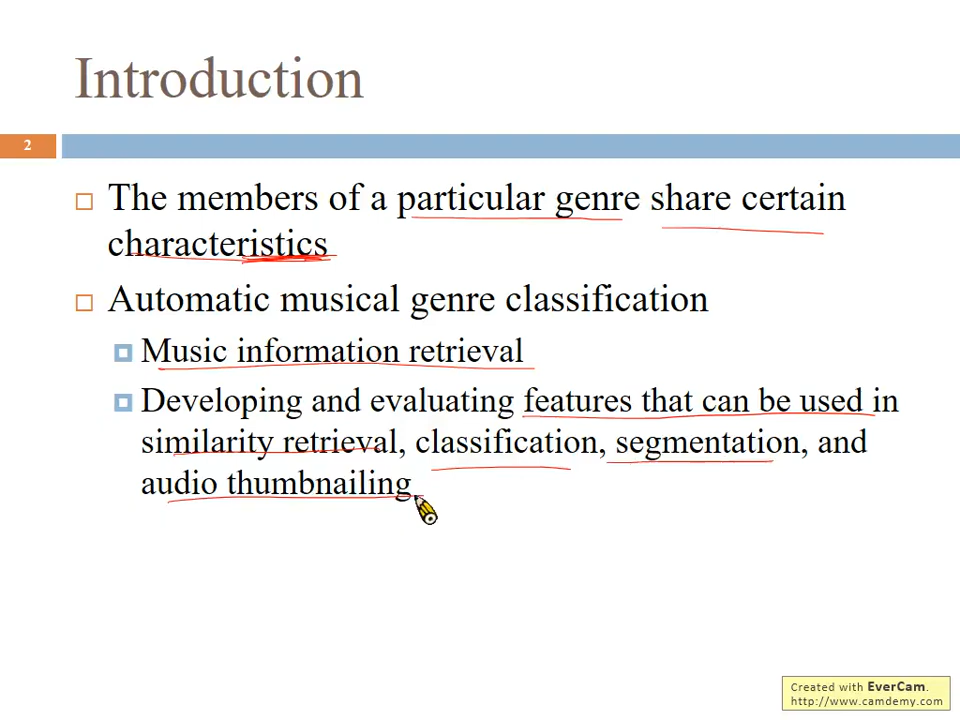 Introduction
2
The members of a particular genre share certain
characteristics
Automatic musical genre classification
Music information retrieval
Developing and evaluating features that can be used in
similarity retrieval, classification, segmentation, and
audio thumbnailing
Created with EverCam.
http://www.camdemy.com